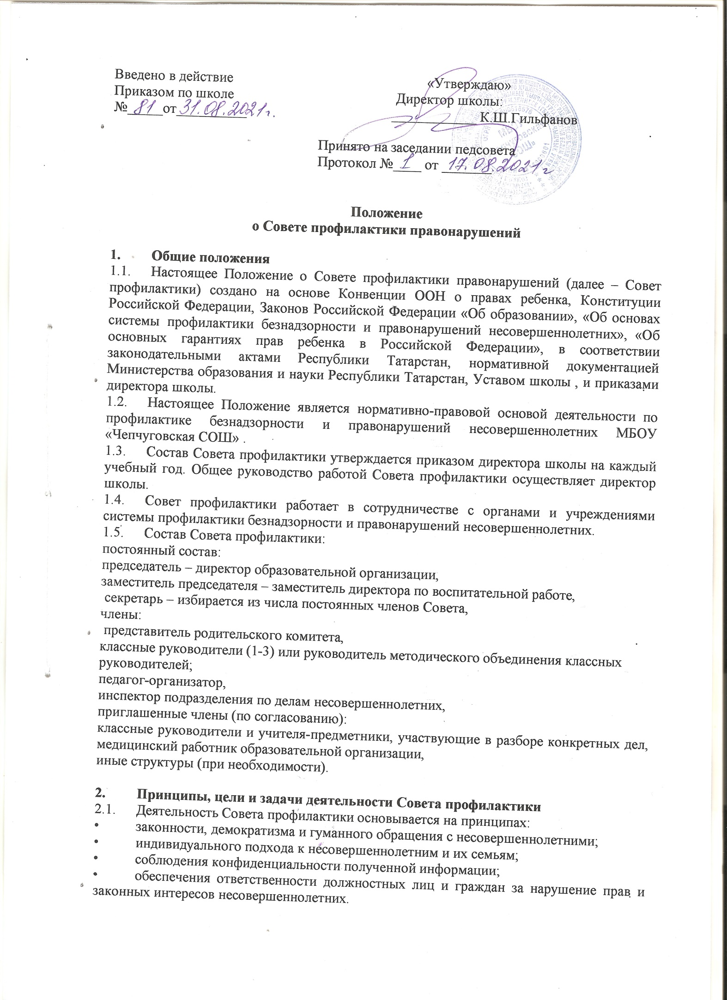 Введено в действие
Приказом по школе
№ 81 от 31.08.2021г.
«Утверждаю»
Директор школы:
____________ К.Ш.Гильфанов
Принято на заседании педсовета
Протокол № 1 от 17.08.2021г
Положение
о Совете профилактики правонарушений
1. Общие положения
1.1. Настоящее Положение о Совете профилактики правонарушений (далее – Совет
профилактики) создано на основе Конвенции ООН о правах ребенка, Конституции
Российской Федерации, Законов Российской Федерации «Об образовании», «Об основах
системы профилактики безнадзорности и правонарушений несовершеннолетних», «Об
основных гарантиях прав ребенка в Российской Федерации», в соответствии
законодательными актами Республики Татарстан, нормативной документацией
Министерства образования и науки Республики Татарстан, Уставом школы , и приказами
директора школы.
1.2. Настоящее Положение является нормативно-правовой основой деятельности по
профилактике безнадзорности и правонарушений несовершеннолетних МБОУ
«Чепчуговская СОШ» .
1.3. Состав Совета профилактики утверждается приказом директора школы на каждый
учебный год. Общее руководство работой Совета профилактики осуществляет директор
школы.
1.4. Совет профилактики работает в сотрудничестве с органами и учреждениями
системы профилактики безнадзорности и правонарушений несовершеннолетних.
1.5. Состав Совета профилактики:
постоянный состав:
председатель – директор образовательной организации,
заместитель председателя – заместитель директора по воспитательной работе,
секретарь – избирается из числа постоянных членов Совета,
члены:
представитель родительского комитета,
классные руководители (1-3) или руководитель методического объединения классных
руководителей;
педагог-организатор,
инспектор подразделения по делам несовершеннолетних,
приглашенные члены (по согласованию):
классные руководители и учителя-предметники, участвующие в разборе конкретных дел,
медицинский работник образовательной организации,
иные структуры (при необходимости).
2. Принципы, цели и задачи деятельности Совета профилактики
2.1. Деятельность Совета профилактики основывается на принципах:
• законности, демократизма и гуманного обращения с несовершеннолетними;
• индивидуального подхода к несовершеннолетним и их семьям;
• соблюдения конфиденциальности полученной информации;
• обеспечения ответственности должностных лиц и граждан за нарушение прав и
законных интересов несовершеннолетних.